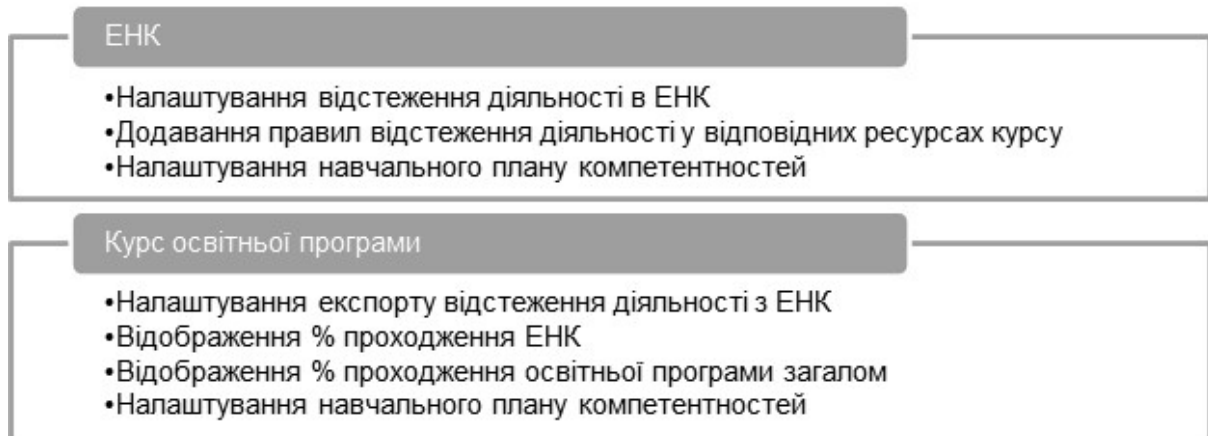 ЕНК
•Налаштування відстеження діяльності в ЕНК
•Додавання правил відстеження діяльності у відповідних ресурсах курсу
•Налаштування навчального плану компетентностей
Курс освітньої програми
•Налаштування експорту відстеження діяльності з ЕНК
•Відображення % проходження ЕНК
•Відображення % проходження освітньої програми загалом
•Налаштування навчального плану компетентностей